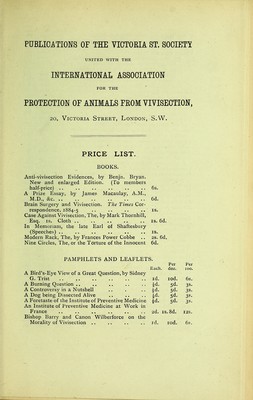 PUBLICATIONS OF THE VICTORIA ST. SOCIETY
UNITED WITH THE
INTERNATIONAL ASSOCIATION
FOR THE
PROTECTION OF ANIMALS FROM VIVISECTION,
20, VICTORIA STREET, LONDON, S.W.
PRICE LIST.
BOOKS.
Anti-vivisection Evidences, by Benjn. Bryan.
New and enlarged Edition. (To members
half-price) .. .. .. .. .. .. .. 6s.
A Prize Essay, by James Macaulay, A.M.,
M.D., &c. .. .. .. .. .. .. .. 6d.
Brain Surgery and Vivisection. The Times Cor-
respondence, 1884-5 .. .. .. .. .. 1s.
Case Against Vivisection, The, by Mark Thornhill,
Esq. 1s. Cloth .. .. .. .. .. .. 1s. 6d.
In Memoriam, the late Earl of Shaftesbury
(Speeches) .. .. .. .. .. .. .. 1s.
Modern Rack, The, by Frances Power Cobbe .. 2s. 6d.
Nine Circles, The, or the Torture of the Innocent 6d.
PAMPHLETS AND LEAFLETS.
Per Per
Each. doz. 100.
A Bird's-Eye View of a Great Question, by Sidney
G. Trist .. .. .. .. .. .. 1d. 10d. 6s.
A Burning Question .. .. .. .. .. ½d. 5d. 3s.
A Controversy in a Nutshell .. .. .. ½d. 5d. 3s.
A Dog being Dissected Alive .. .. .. ½d. 5d. 3s.
A Foretaste of the Institute of Preventive Medicine ½d. 5d. 3s.
An Institute of Preventive Medicine at Work in
France .. .. .. .. .. .. .. 2d. 1s. 8d. 12s.
Bishop Barry and Canon Wilberforce on the
Morality of Vivisection .. .. .. .. 1d. 10d. 6s.